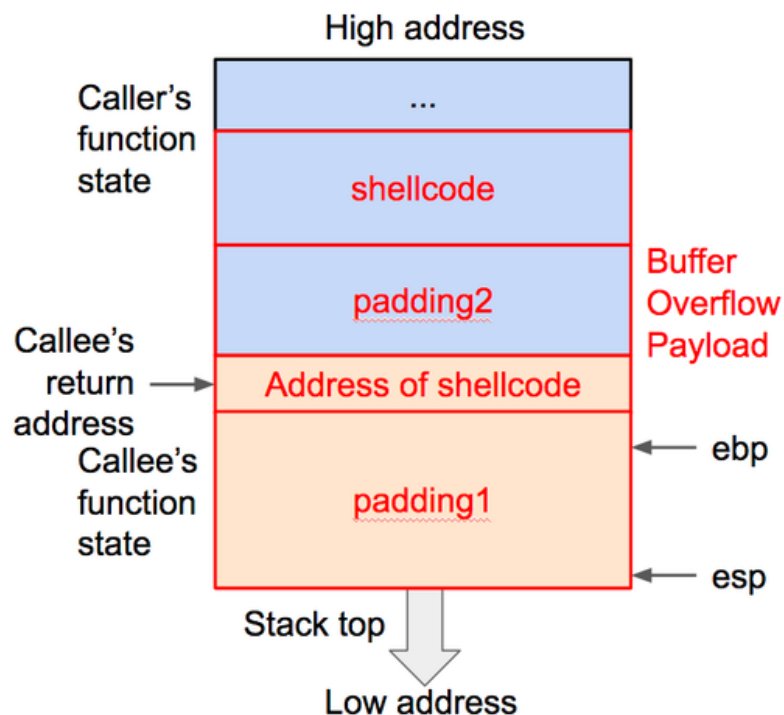 High address
Caller's
function
state
...
shellcode
padding2
Buffer
Overflow
Payload
Callee's
return
address
Address of shellcode
Callee's
function
state
padding1
ebp
esp
Stack top
Low address